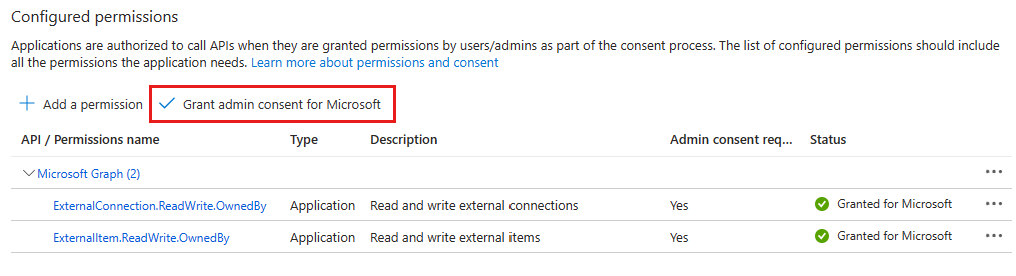 Configured permissions
Applications are authorized to call APIs when they are granted permissions by users/admins as part of the consent process. The list of configured permissions should include
all the permissions the application needs. Learn more about permissions and consent
Add a permission Grant admin consent for Microsoft
API / Permissions name Type Description Admin consent req... Status
Microsoft Graph (2) ...
ExternalConnection.ReadWrite.OwnedBy Application Read and write external connections Yes Granted for Microsoft ...
ExternalItem.ReadWrite.OwnedBy Application Read and write external items Yes Granted for Microsoft ...